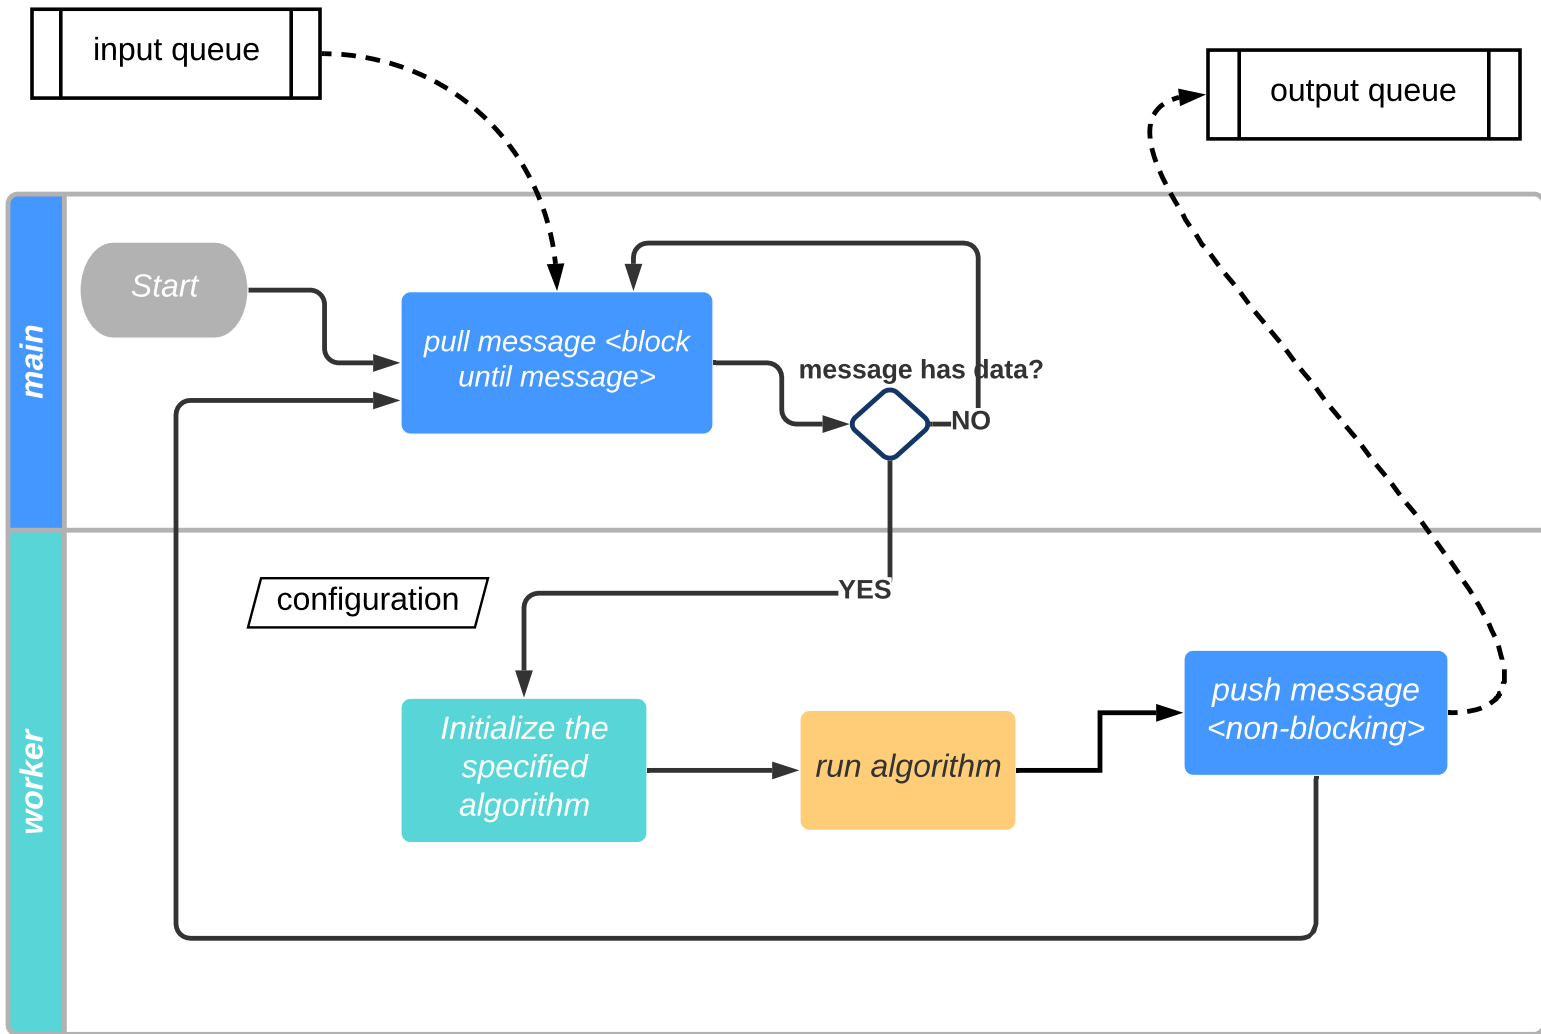 input queue
output queue
main
Start
pull message <block
until message>
message has data?
NO
worker
configuration
YES
Initialize the
specified
algorithm
run algorithm
push message
<non-blocking>